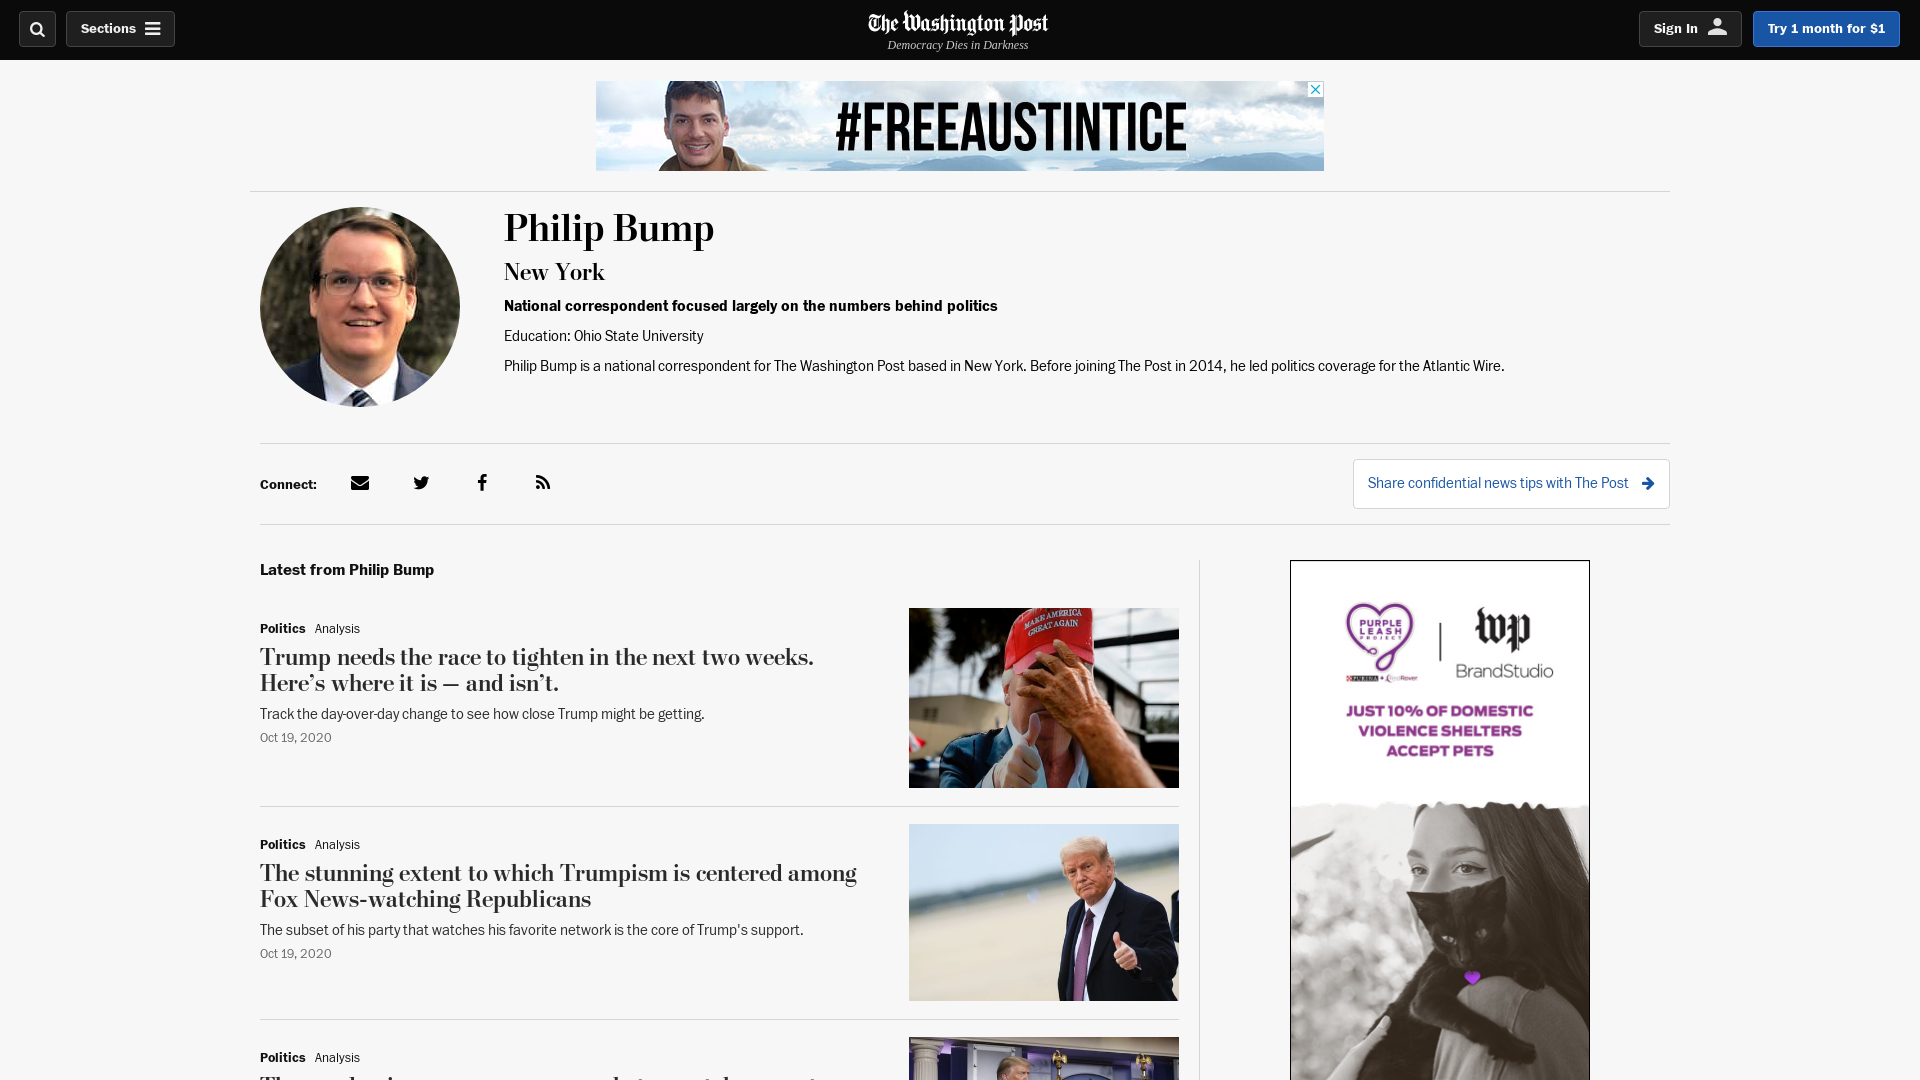 Sections
The Washington Post
Democracy Dies in Darkness
Sign In
Try 1 month for $1
#FREEAUSTINTICE
Philip Bump
New York
National correspondent focused largely on the numbers behind politics
Education: Ohio State University
Philip Bump is a national correspondent for The Washington Post based in New York. Before joining The Post in 2014, he led politics coverage for the Atlantic Wire.
Connect:
Share confidential news tips with The Post
Latest from Philip Bump
Politics Analysis
Trump needs the race to tighten in the next two weeks.
Here’s where it is — and isn’t.
Track the day-over-day change to see how close Trump might be getting.
Oct 19, 2020
MAKE AMERICA
GREAT AGAIN
Politics Analysis
The stunning extent to which Trumpism is centered among
Fox News-watching Republicans
The subset of his party that watches his favorite network is the core of Trump's support.
Oct 19, 2020
Politics Analysis
PURPLE
LEASH
PROJECT
PURINA + RedRover
wp
BrandStudio
JUST 10% OF DOMESTIC
VIOLENCE SHELTERS
ACCEPT PETS